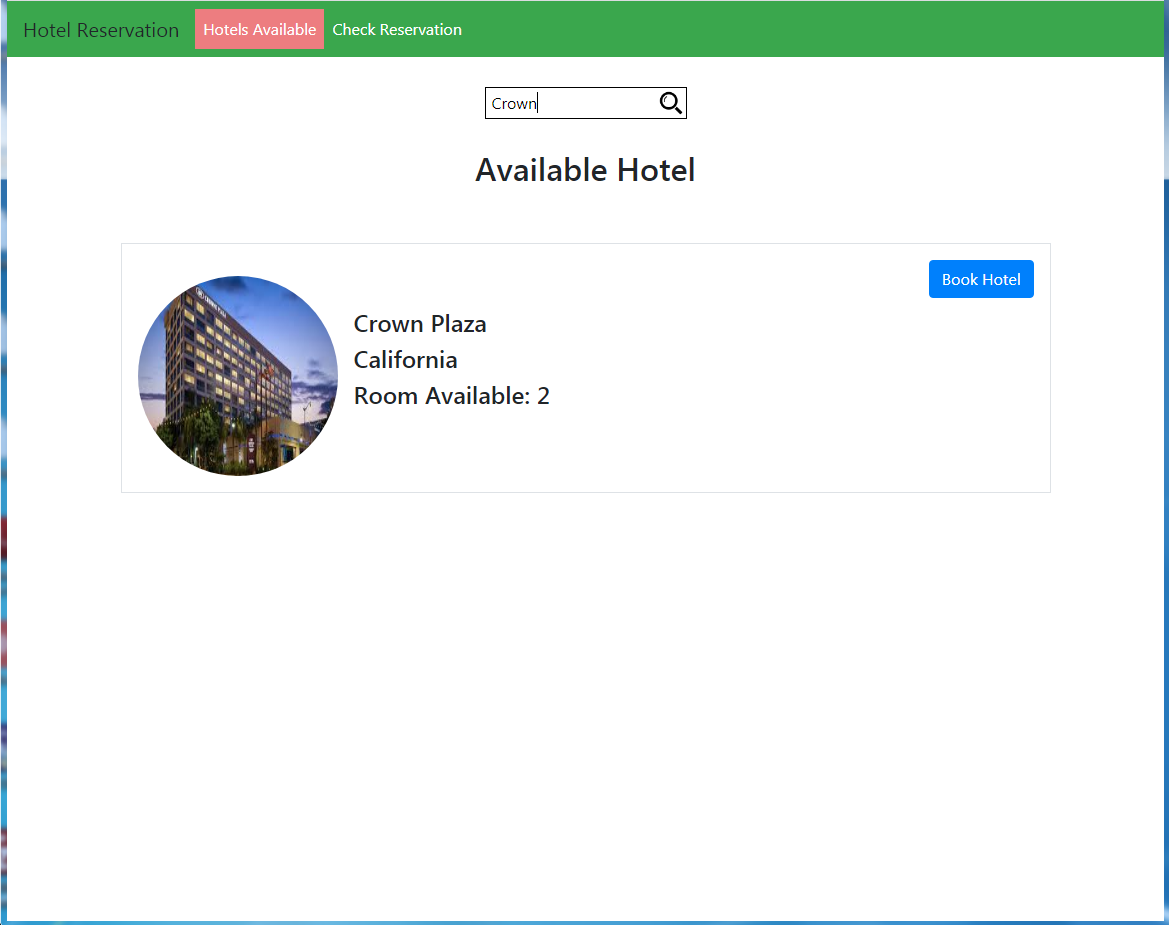 Hotel Reservation Hotels Available Check Reservation
Crown
Available Hotel
Book Hotel
Crown Plaza
California
Room Available: 2